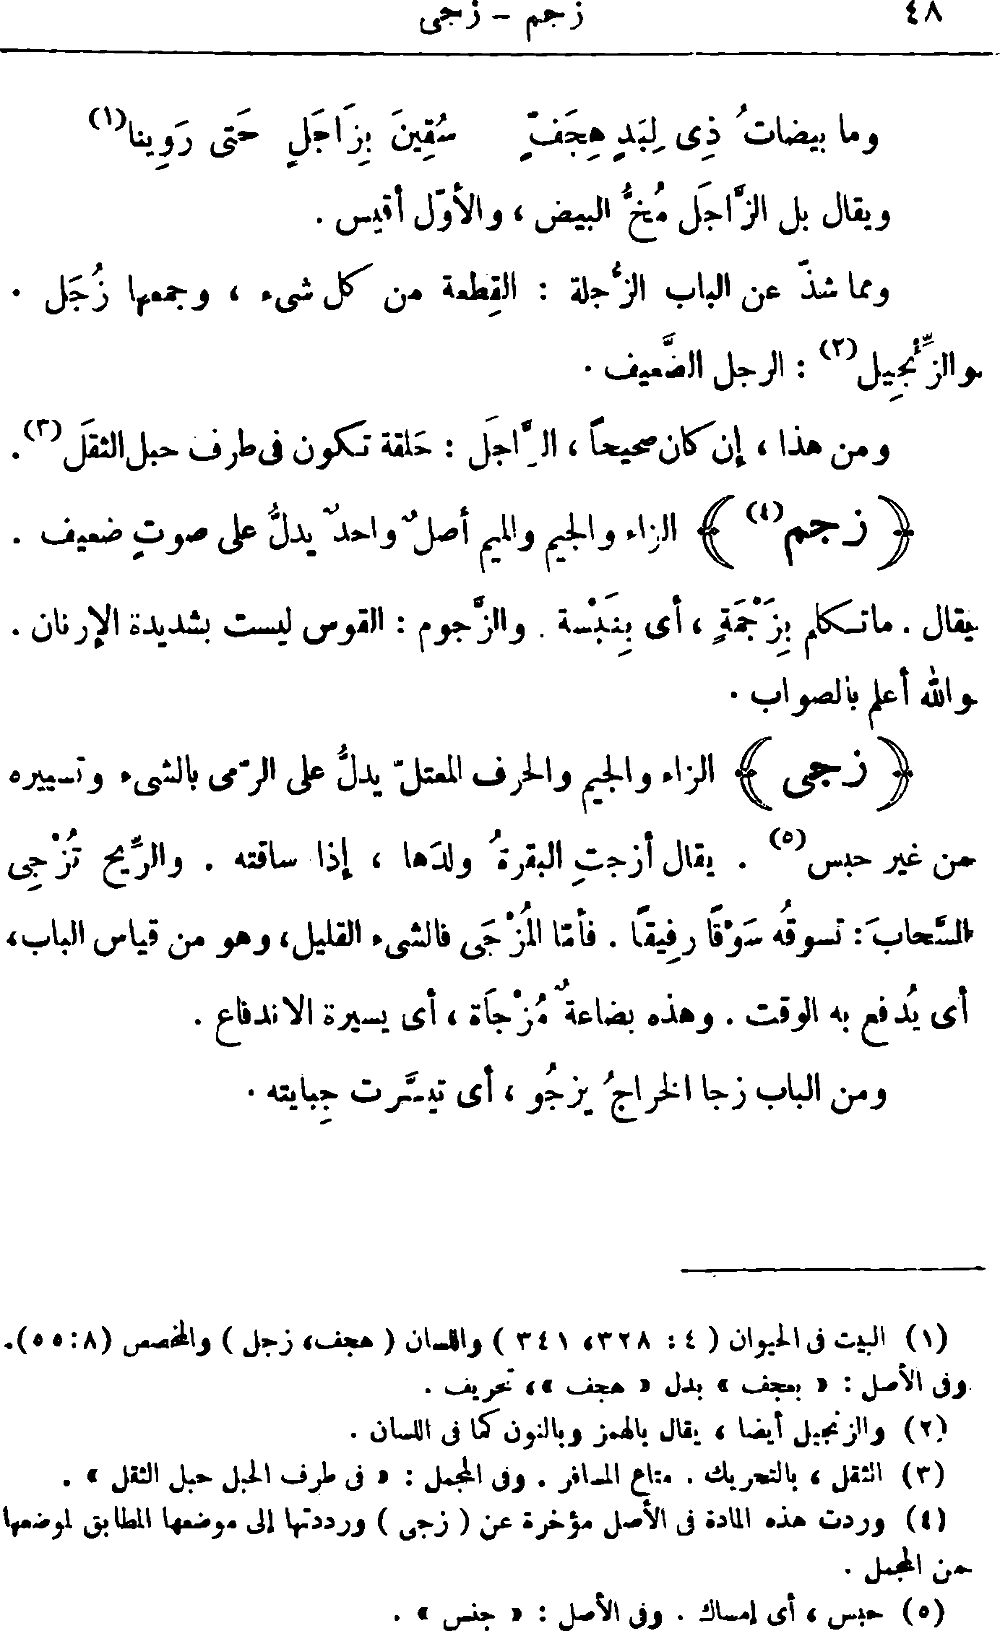 ٤٨ زجم – زجى
وما بيضاتُ ذِى لِبَدٍ هِجَفٍّ سُقِينَ بِزَاجَلٍ حَتى رَوِينا(١)
ويقال بل الزَّاجَل مُخُّ البيض ، والأوّل أقيس .
ومما شذّ عن الباب الزُّجلة : القِطعة من كل شىء ، وجمعها زُجَل .
والزِّئْجِيل(٢) : الرجل الضَّعيف .
ومن هذا ، إن كان صحيحاً ، الزَّاجَل : حَلقة تكون فى طرف حبل الثقَل(٣).
﴿ زجم(٤) ﴾ الزاء والجيم والميم أصلٌ واحدٌ يدلُّ على صوتٍ ضعيف .
يقال . ماتكلم بِزَجْمَةٍ ، أى بِنَبْسة . والزَّجوم : القوس ليست بشديدة الإرنان .
والله أعلم بالصواب .
﴿ زجى ﴾ الزاء والجيم والحرف المعتلّ يدلُّ على الرّمى بالشىء وتسييره
من غير حبس(٥) . يقال أزجتِ البقرةُ ولدَها ، إذا ساقته . والرِّيح تُزْجِى
السَّحابَ : تسوقُه سَوْقًا رفِيقًا . فأمّا المُزْجَى فالشىء القليل، وهو من قياس الباب،
أى يُدفع به الوقت . وهذه بضاعةٌ مُزْجاَة ، أى يسيرة الاندفاع .
ومن الباب زجا الخراجُ يزجُو ، أى تيسَّرت جِبايته .
(١) البيت فى الحيوان ( ٤ : ٣٢٨، ٣٤١ ) واللسان ( هجف، زجل ) والمخصص (٨ : ٥٥).
وفى الأصل : « بعجف » بدل « هجف »، تحريف .
(٢) والزنجيل أيضا ، يقال بالهمز وبالنون كما فى اللسان .
(٣) الثقل ، بالتحريك . متاع المسافر . وفى المجمل : « فى طرف الحبل حبل الثقل » .
(٤) وردت هذه المادة فى الأصل مؤخرة عن ( زجى ) ورددتها إلى موضعها المطابق لموضعها
من المجمل .
(٥) حبس ، أى إمساك . وفى الأصل : « جنس » .